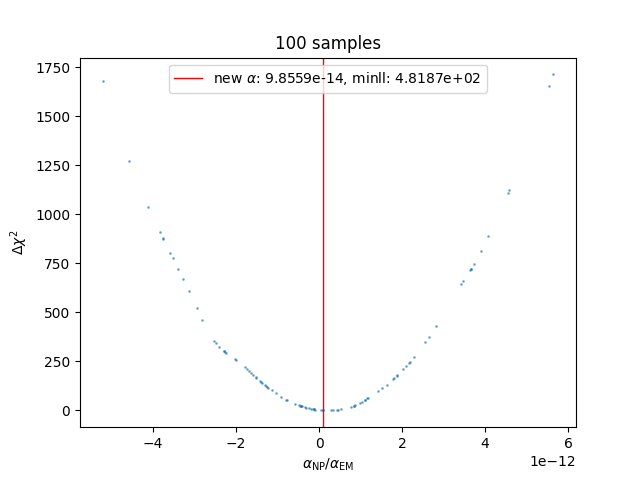 100 samples
new α: 9.8559e-14, minll: 4.8187e+02
1750
1500
1250
1000
750
500
250
0
Δχ²
−4 −2 0 2 4 6
1e−12
α_NP/α_EM